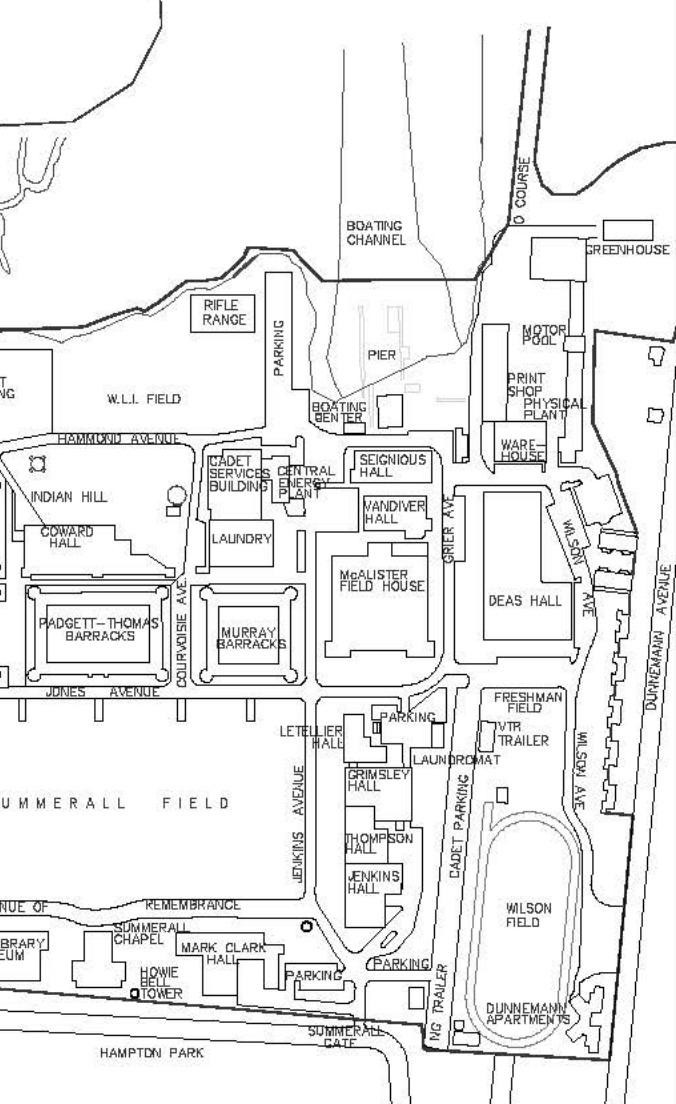 O COURSE
BOATING
CHANNEL
GREENHOUSE
RIFLE
RANGE
PARKING
MOTOR
POOL
PIER
T
NG
W.L.I. FIELD
PRINT
SHOP
PHYSICAL
PLANT
BOATING
CENTER
HAMMOND AVENUE
WARE-
HOUSE
CADET
SERVICES
BUILDING
CENTRAL
ENERGY
PLANT
SEIGNIOUS
HALL
INDIAN HILL
VANDIVER
HALL
GRIER AVE
WILSON AVE
COWARD
HALL
LAUNDRY
McALISTER
FIELD HOUSE
DEAS HALL
DUNNEMANN AVENUE
PADGETT-THOMAS
BARRACKS
COURVOISIE AVE.
MURRAY
BARRACKS
JONES AVENUE
FRESHMAN
FIELD
PARKING
LETELLIER
HALL
VTR
TRAILER
LAUNDROMAT
WILSON AVE
GRIMSLEY
HALL
UMMERALL FIELD
JENKINS AVENUE
CADET PARKING
THOMPSON
HALL
JENKINS
HALL
NUE OF REMEMBRANCE
WILSON
FIELD
SUMMERALL
CHAPEL
BRARY
EUM
MARK CLARK
HALL
HOWIE
BELL
TOWER
PARKING
PARKING
NG TRAILER
DUNNEMANN
APARTMENTS
SUMMERALL
GATE
HAMPTON PARK